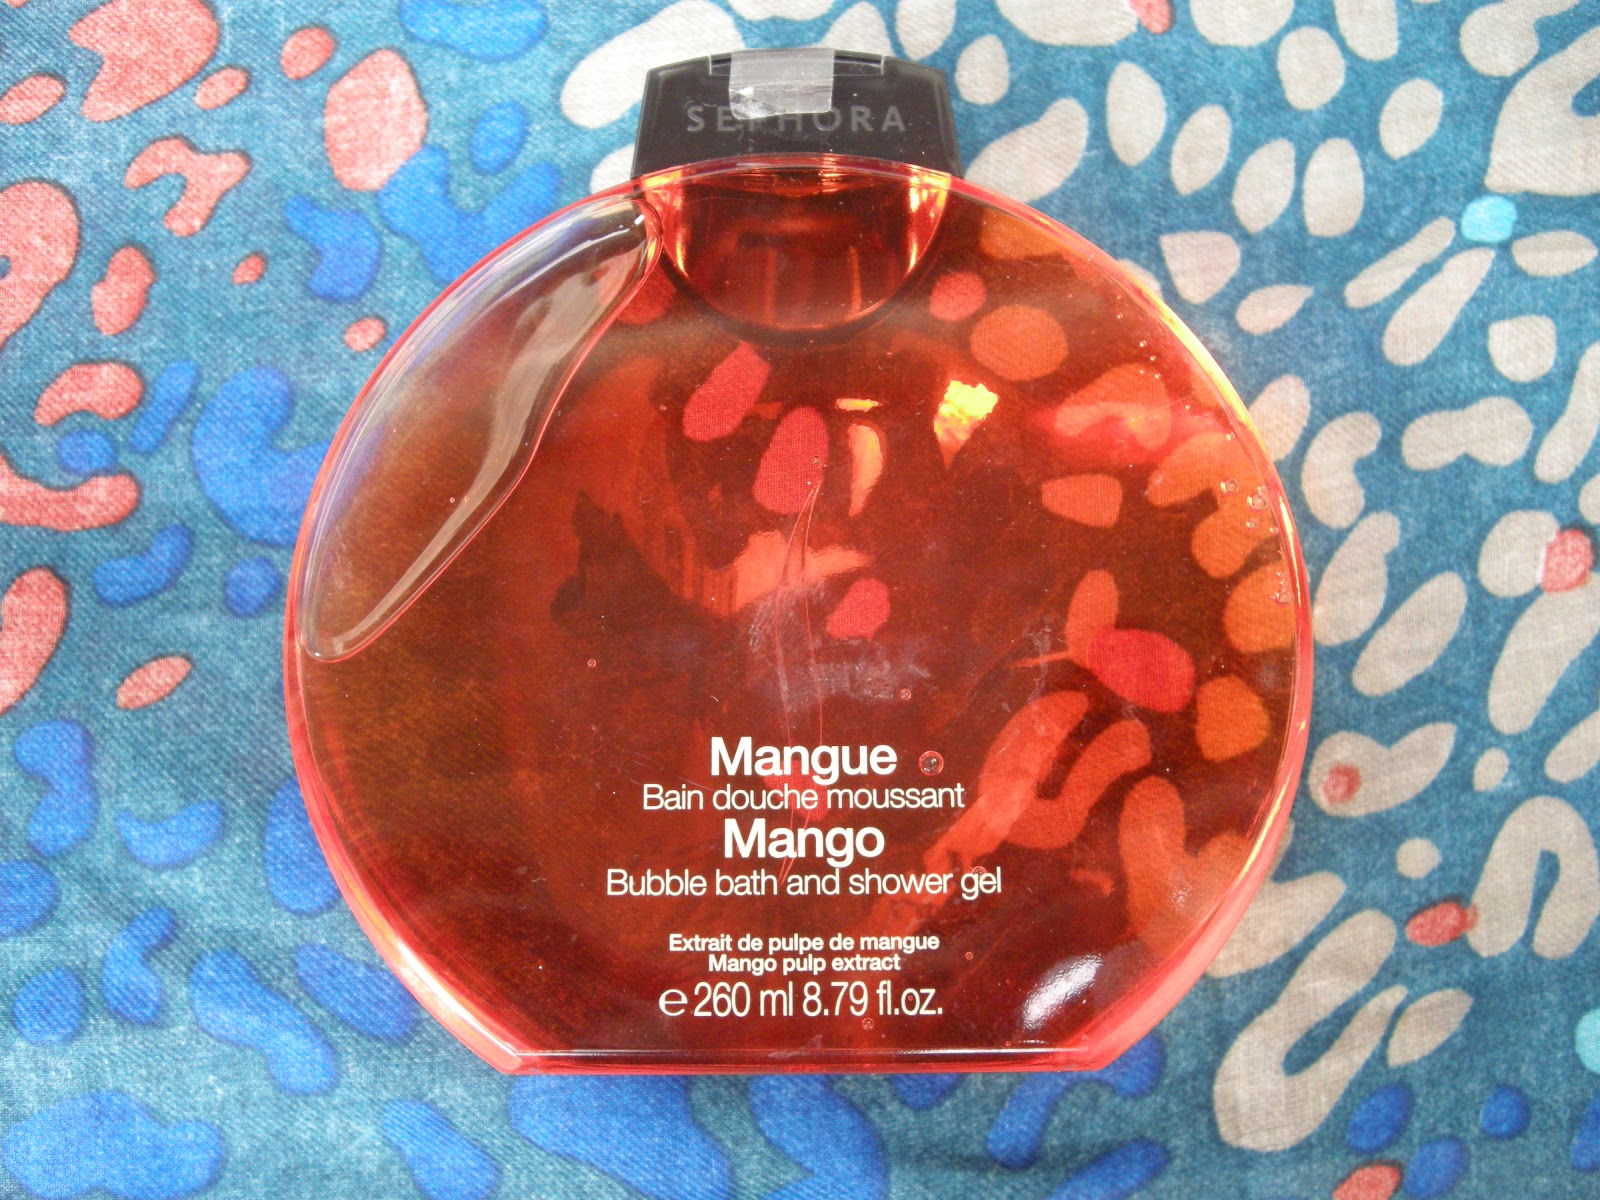 SEPHORA
Mangue
Bain douche moussant
Mango
Bubble bath and shower gel
Extrait de pulpe de mangue
Mango pulp extract
℮ 260 ml 8.79 fl.oz.